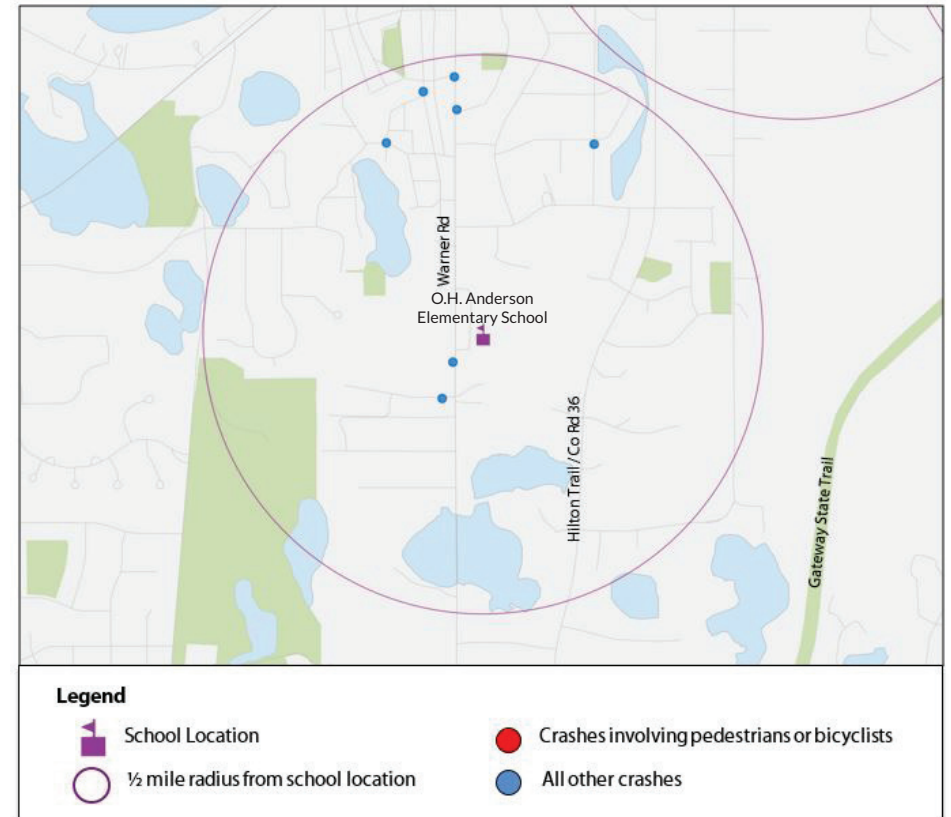 Warner Rd
O.H. Anderson
Elementary School
Hilton Trail / Co Rd 36
Gateway State Trail
Legend
School Location
Crashes involving pedestrians or bicyclists
½ mile radius from school location
All other crashes